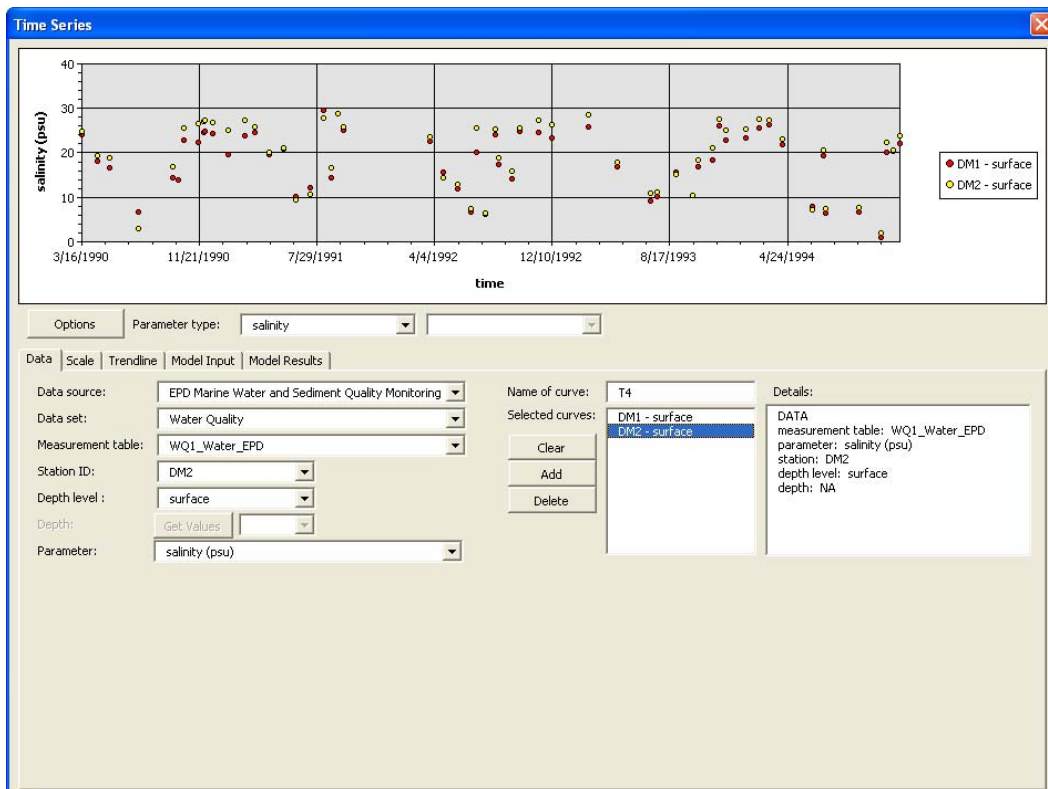 Time Series
40
30
20
10
0
salinity (psu)
3/16/1990 11/21/1990 7/29/1991 4/4/1992 12/10/1992 8/17/1993 4/24/1994
time
DM1 - surface
DM2 - surface
Options Parameter type: salinity
Data Scale Trendline Model Input Model Results
Data source: EPD Marine Water and Sediment Quality Monitoring
Data set: Water Quality
Measurement table: WQ1_Water_EPD
Station ID: DM2
Depth level : surface
Depth: Get Values
Parameter: salinity (psu)
Name of curve: T4
Selected curves: DM1 - surface
DM2 - surface
Clear
Add
Delete
Details:
DATA
measurement table: WQ1_Water_EPD
parameter: salinity (psu)
station: DM2
depth level: surface
depth: NA